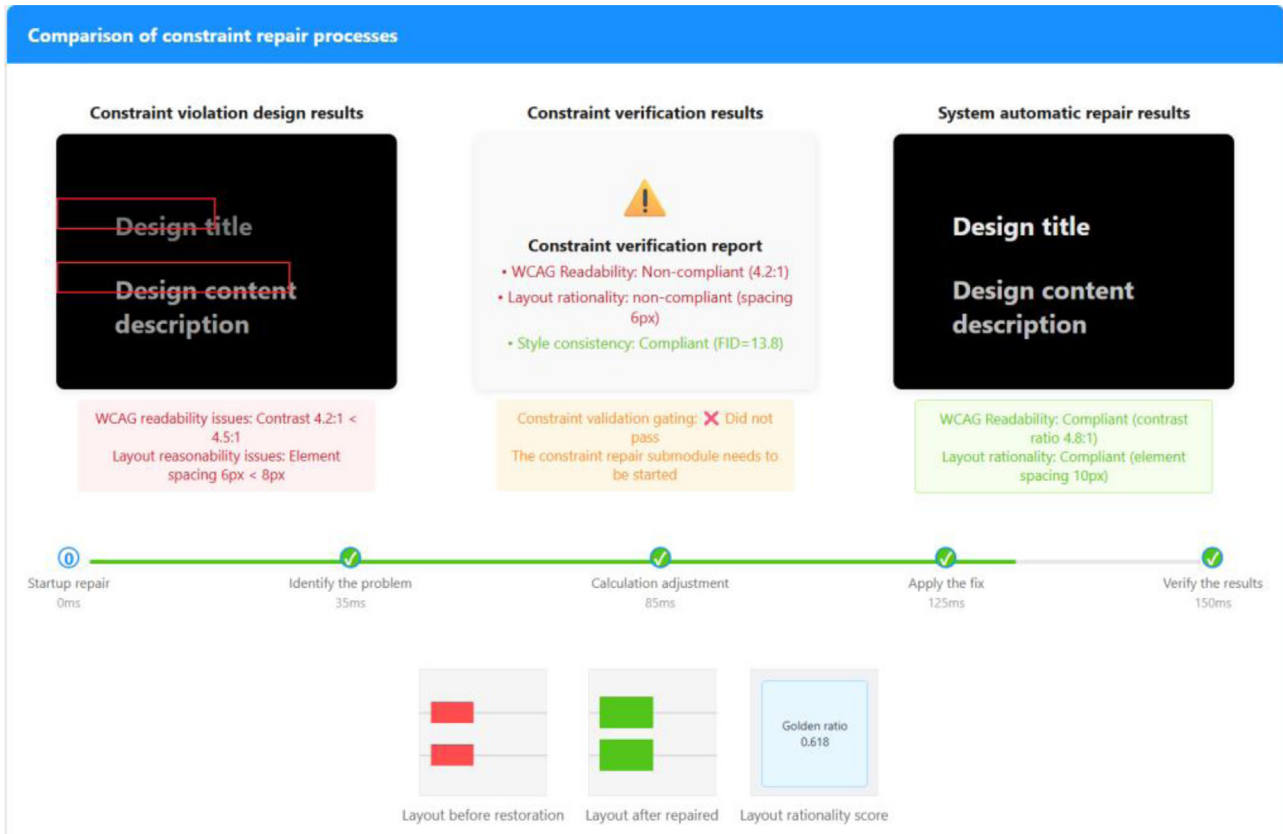 Comparison of constraint repair processes
Constraint violation design results
Design title
Design content
description
WCAG readability issues: Contrast 4.2:1 <
4.5:1
Layout reasonability issues: Element
spacing 6px < 8px
Constraint verification results
Constraint verification report
• WCAG Readability: Non-compliant (4.2:1)
• Layout rationality: non-compliant (spacing
6px)
• Style consistency: Compliant (FID=13.8)
Constraint validation gating: ❌ Did not
pass
The constraint repair submodule needs to
be started
System automatic repair results
Design title
Design content
description
WCAG Readability: Compliant (contrast
ratio 4.8:1)
Layout rationality: Compliant (element
spacing 10px)
0
Startup repair
0ms
Identify the problem
35ms
Calculation adjustment
85ms
Apply the fix
125ms
Verify the results
150ms
Layout before restoration
Layout after repaired
Golden ratio
0.618
Layout rationality score